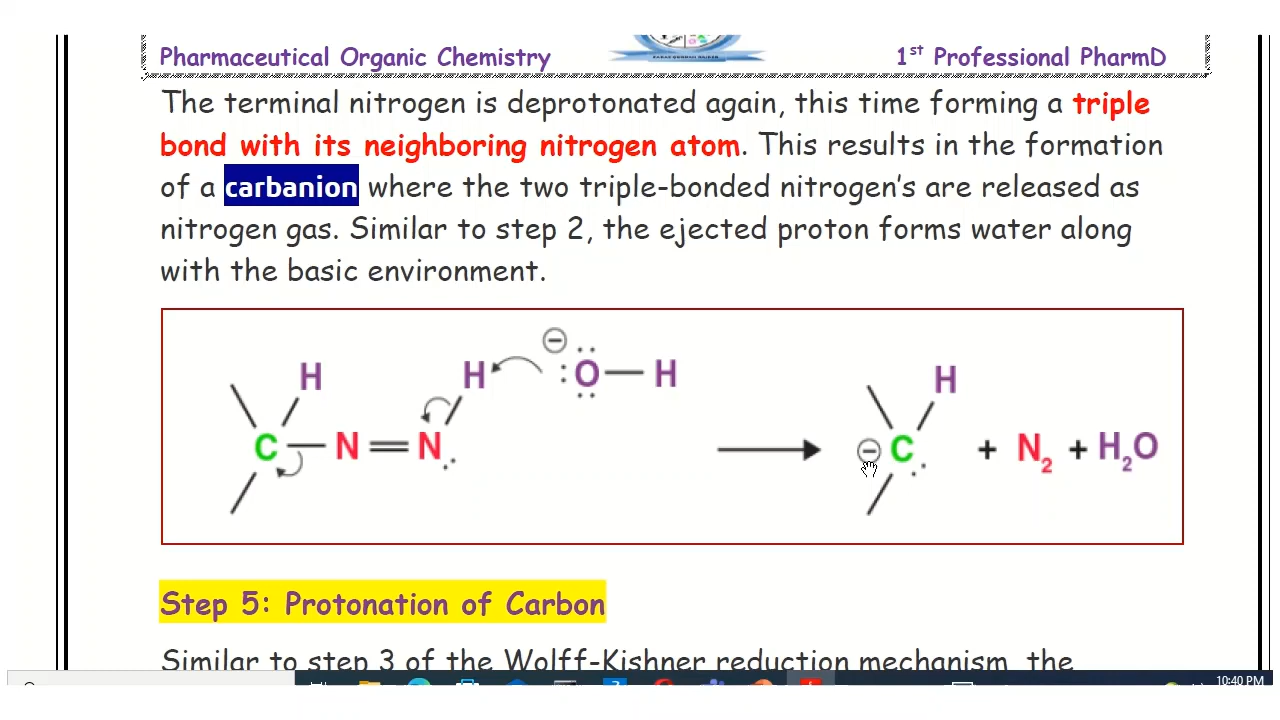 Pharmaceutical Organic Chemistry 1st Professional PharmD
The terminal nitrogen is deprotonated again, this time forming a triple
bond with its neighboring nitrogen atom. This results in the formation
of a carbanion where the two triple-bonded nitrogen's are released as
nitrogen gas. Similar to step 2, the ejected proton forms water along
with the basic environment.
H H ⊖ :O—H H
C—N=N ⊖C + N2 + H2O
Step 5: Protonation of Carbon
Similar to step 3 of the Wolff-Kishner reduction mechanism, the
10:40 PM